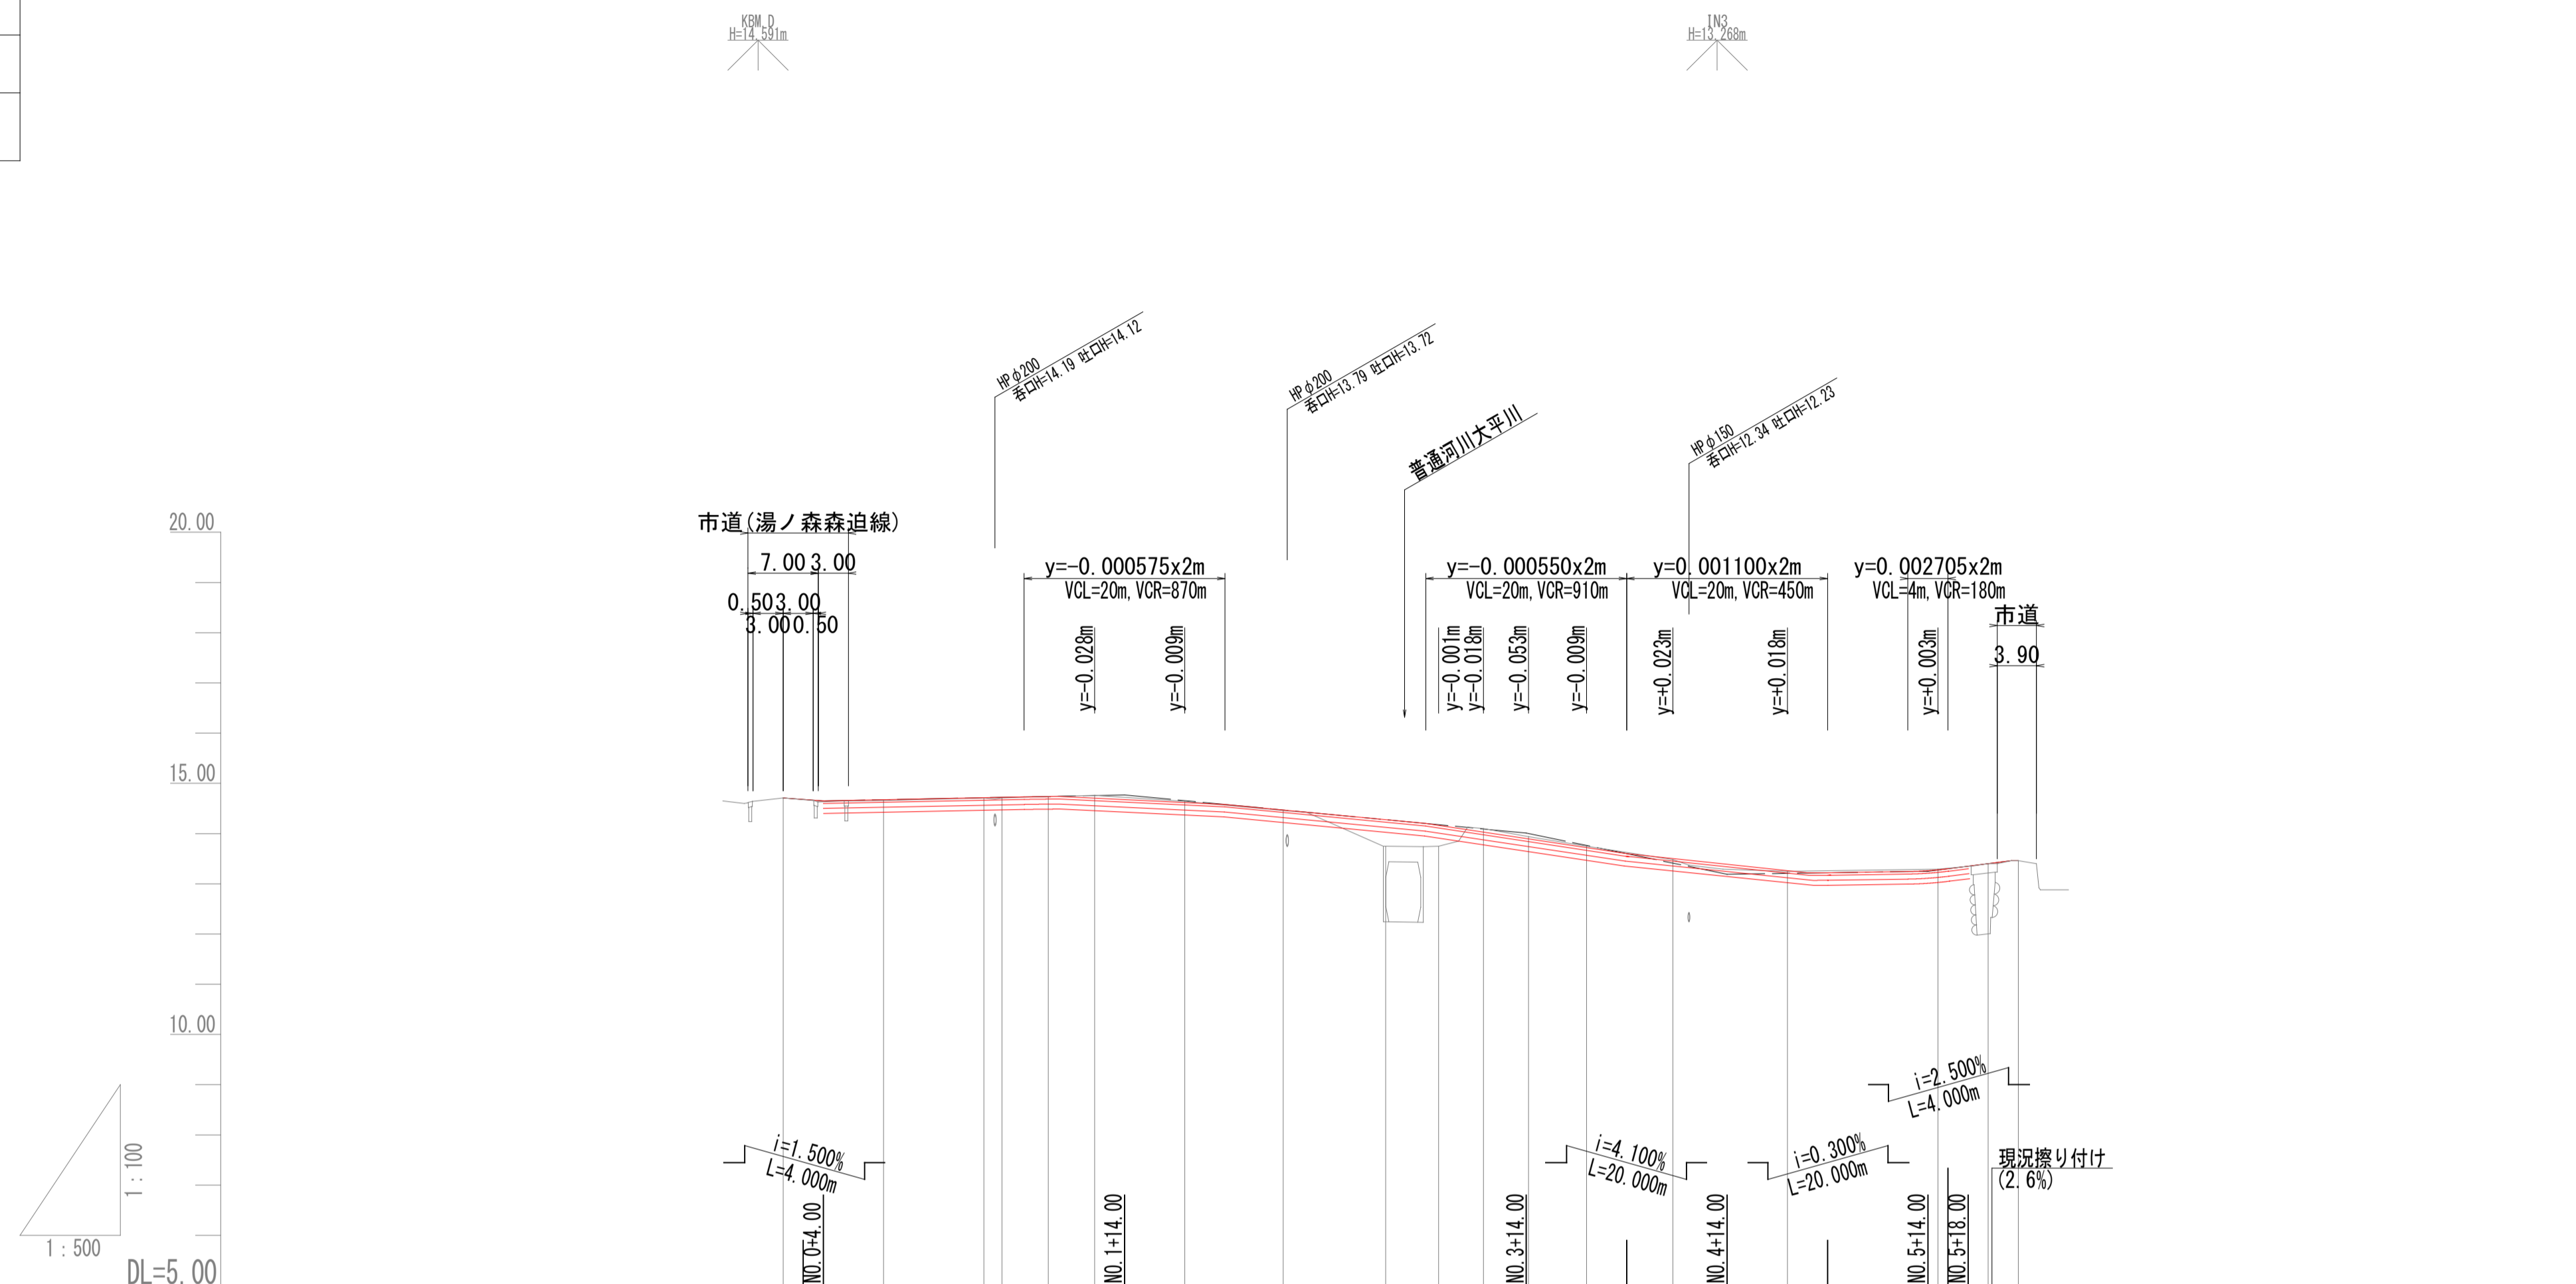 KBM.D
H=14.591m
IN3
H=13.268m
HPφ200
呑口H=14.19 吐口H=14.12
HPφ200
呑口H=13.79 吐口H=13.72
普通河川大平川
HPφ150
呑口H=12.34 吐口H=12.23
20.00
15.00
10.00
DL=5.00
1：100
1：500
市道(湯ノ森森迫線)
7.00
3.00
0.50
3.00
3.00
0.50
y=-0.000575x2m
VCL=20m,VCR=870m
y=-0.028m
y=-0.009m
y=-0.000550x2m
VCL=20m,VCR=910m
y=-0.001m
y=-0.018m
y=-0.053m
y=-0.009m
y=0.001100x2m
VCL=20m,VCR=450m
y=+0.023m
y=+0.018m
y=0.002705x2m
VCL=4m,VCR=180m
y=+0.003m
市道
3.90
i=1.500%
L=4.000m
i=4.100%
L=20.000m
i=0.300%
L=20.000m
i=2.500%
L=4.000m
現況擦り付け
(2.6%)
NO.0+4.00
NO.1+14.00
NO.3+14.00
NO.4+14.00
NO.5+14.00
NO.5+18.00